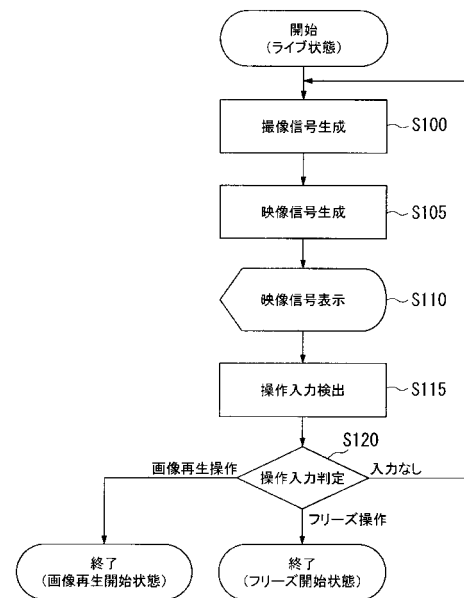 開始
(ライブ状態)
撮像信号生成
S100
映像信号生成
S105
映像信号表示
S110
操作入力検出
S115
S120
画像再生操作
操作入力判定
入力なし
フリーズ操作
終了
(画像再生開始状態)
終了
(フリーズ開始状態)